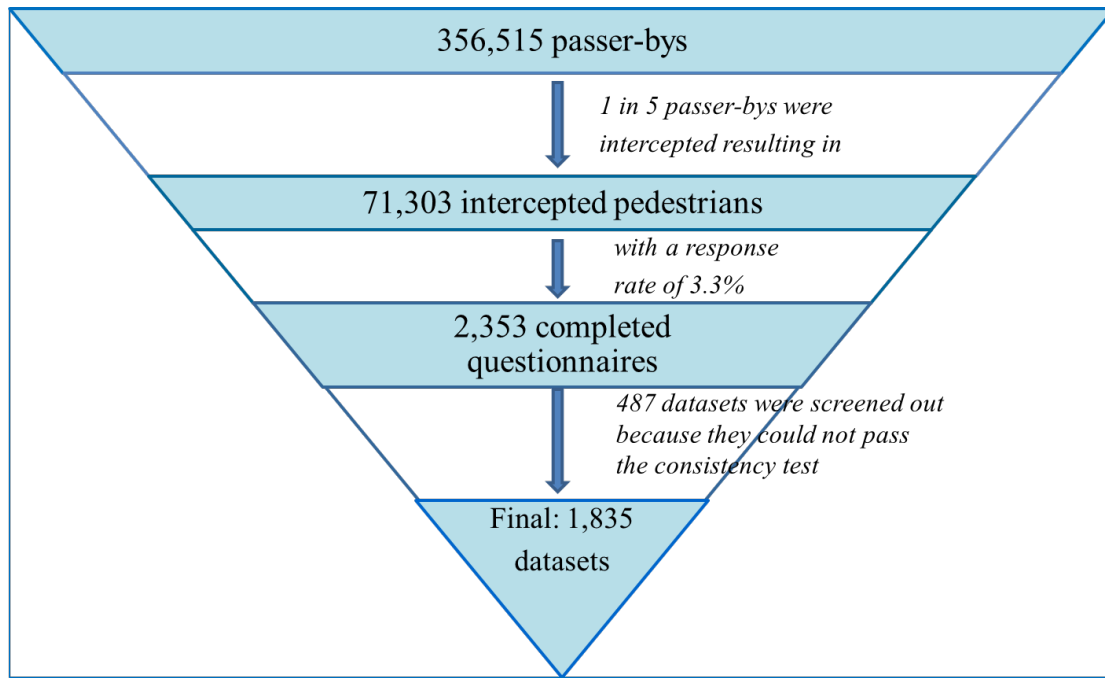 356,515 passer-bys
1 in 5 passer-bys were
intercepted resulting in
71,303 intercepted pedestrians
with a response
rate of 3.3%
2,353 completed
questionnaires
487 datasets were screened out
because they could not pass
the consistency test
Final: 1,835
datasets